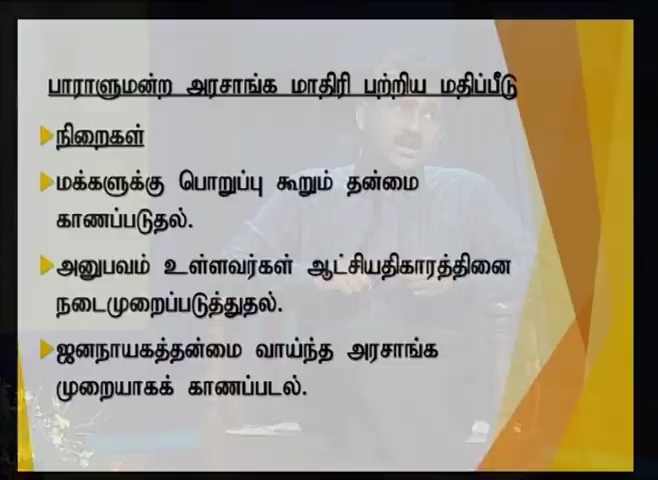 பாராளுமன்ற அரசாங்க மாதிரி பற்றிய மதிப்பீடு
நிறைகள்
மக்களுக்கு பொறுப்பு கூறும் தன்மை
காணப்படுதல்.
அனுபவம் உள்ளவர்கள் ஆட்சியதிகாரத்தினை
நடைமுறைப்படுத்துதல்.
ஜனநாயகத்தன்மை வாய்ந்த அரசாங்க
முறையாகக் காணப்படல்.